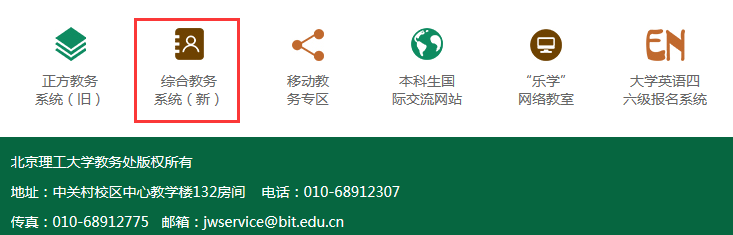 EN
正方教务 综合教务 移动教 本科生国 “乐学” 大学英语四
系统（旧） 系统（新） 务专区 际交流网站 网络教室 六级报名系统
北京理工大学教务处版权所有
地址：中关村校区中心教学楼132房间 电话：010-68912307
传真：010-68912775 邮箱：jwservice@bit.edu.cn